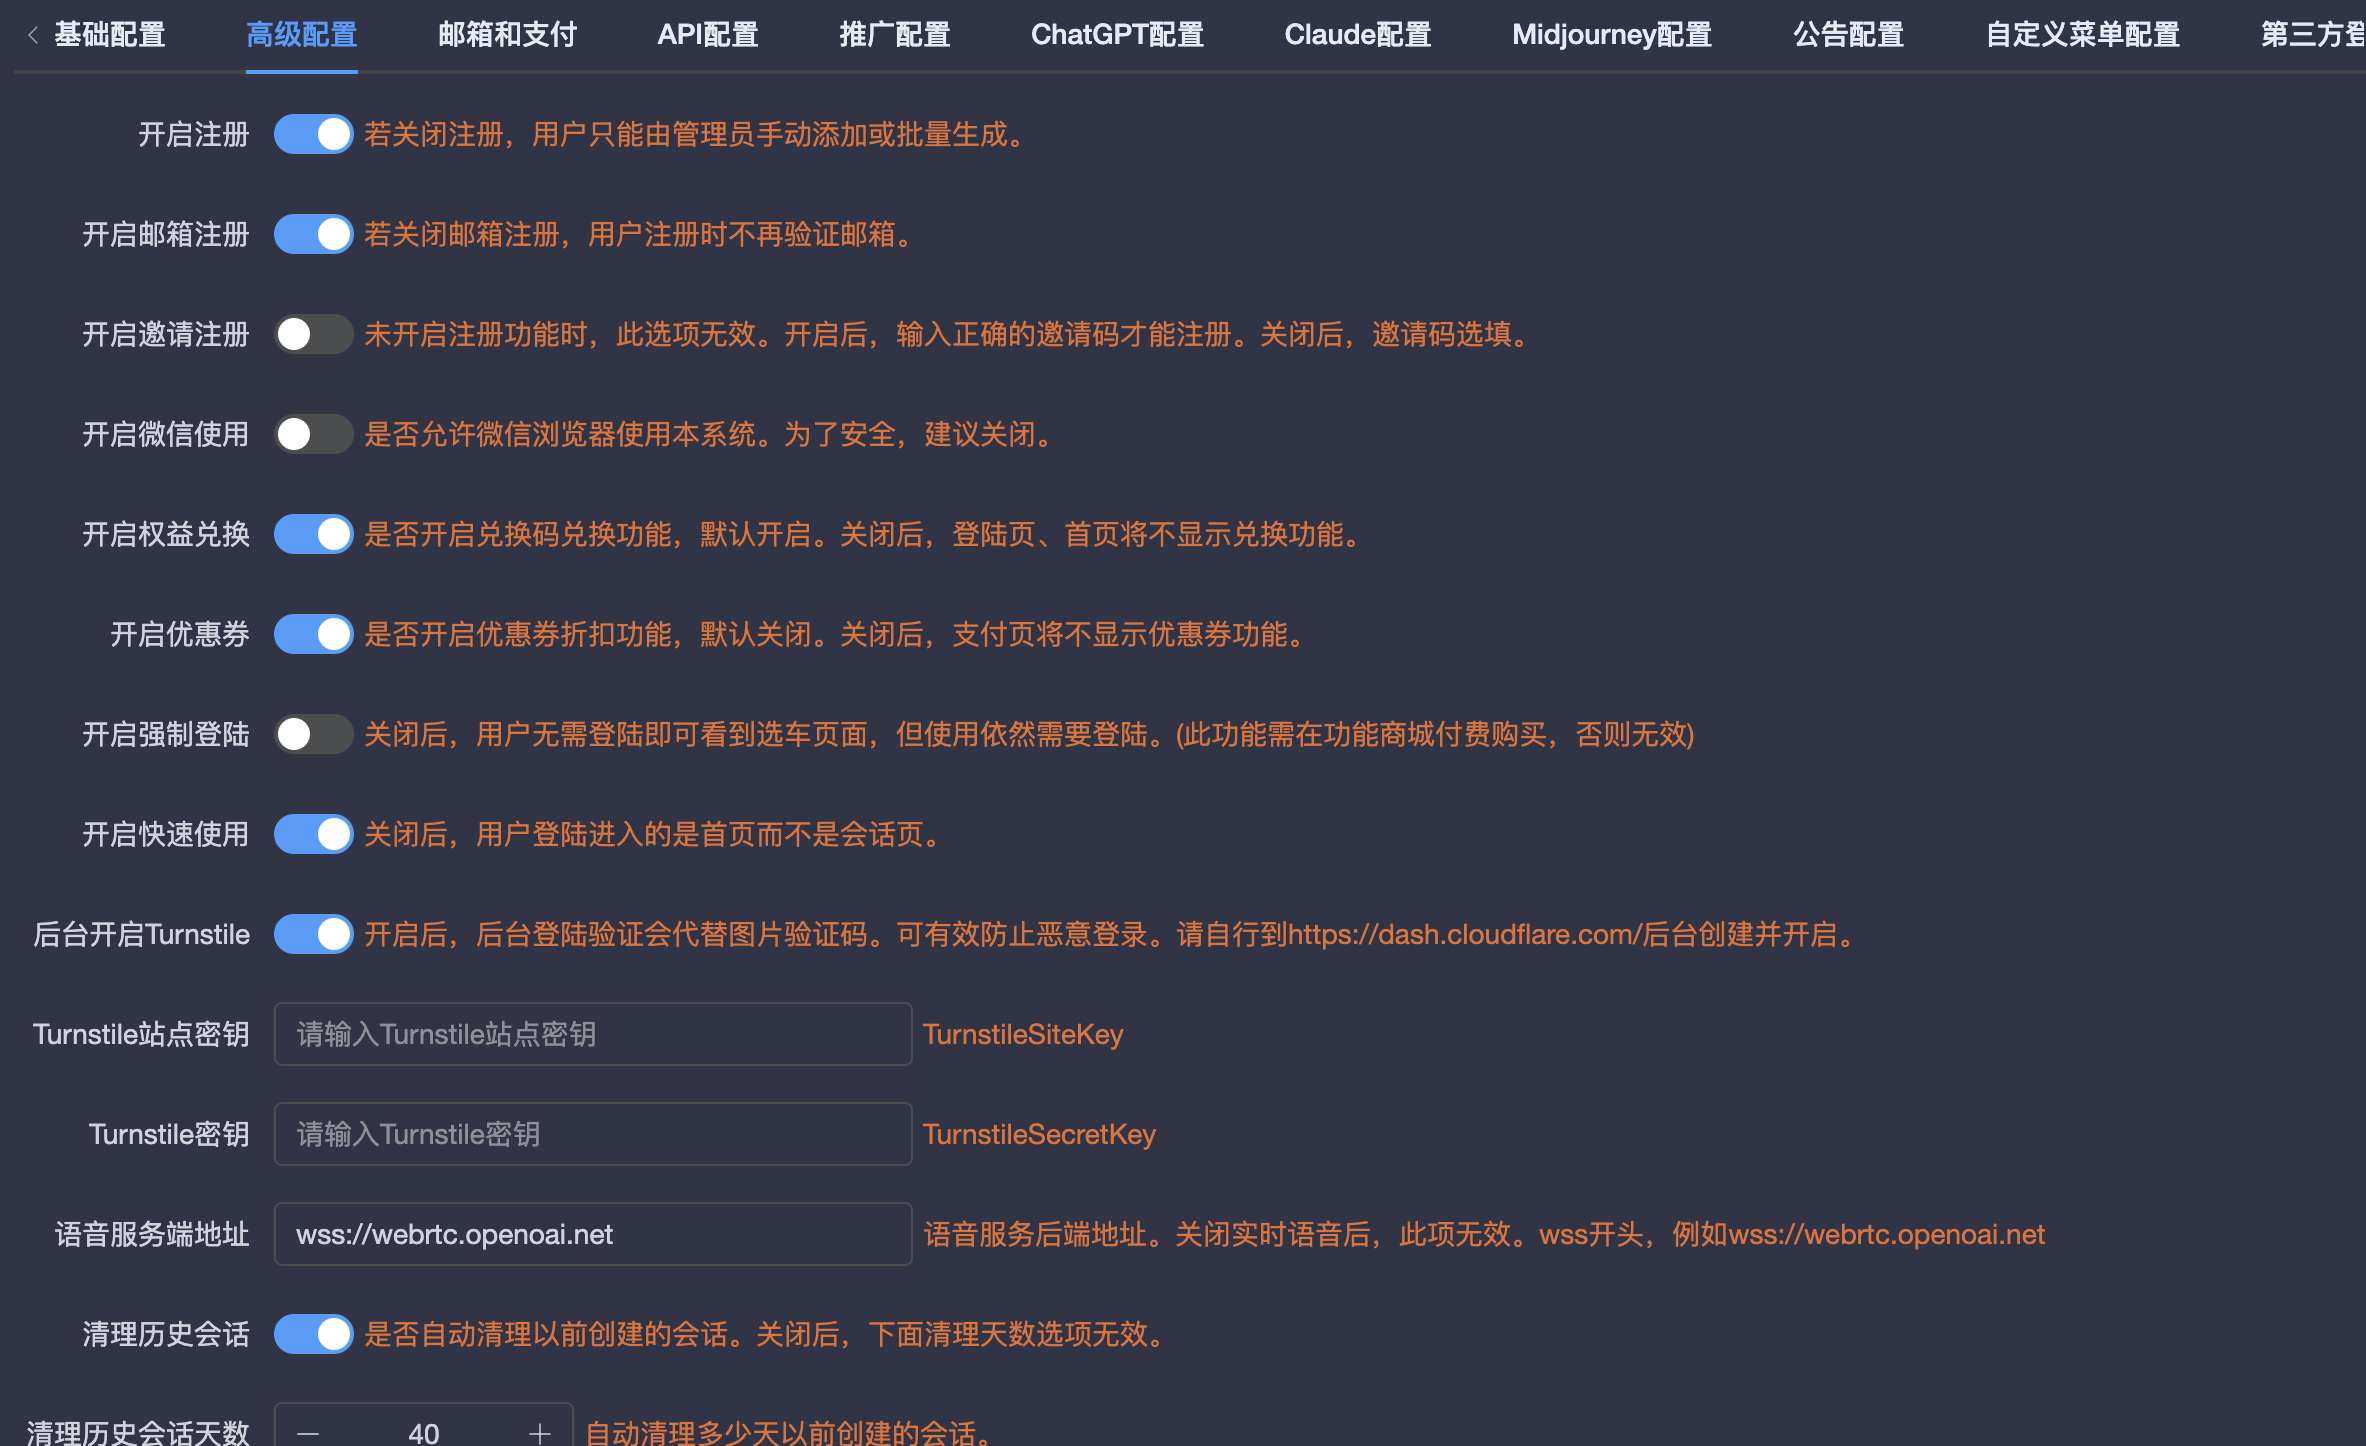 基础配置 高级配置 邮箱和支付 API配置 推广配置 ChatGPT配置 Claude配置 Midjourney配置 公告配置 自定义菜单配置 第三方登
开启注册 若关闭注册，用户只能由管理员手动添加或批量生成。
开启邮箱注册 若关闭邮箱注册，用户注册时不再验证邮箱。
开启邀请注册 未开启注册功能时，此选项无效。开启后，输入正确的邀请码才能注册。关闭后，邀请码选填。
开启微信使用 是否允许微信浏览器使用本系统。为了安全，建议关闭。
开启权益兑换 是否开启兑换码兑换功能，默认开启。关闭后，登陆页、首页将不显示兑换功能。
开启优惠券 是否开启优惠券折扣功能，默认关闭。关闭后，支付页将不显示优惠券功能。
开启强制登陆 关闭后，用户无需登陆即可看到选车页面，但使用依然需要登陆。(此功能需在功能商城付费购买，否则无效)
开启快速使用 关闭后，用户登陆进入的是首页而不是会话页。
后台开启Turnstile 开启后，后台登陆验证会代替图片验证码。可有效防止恶意登录。请自行到https://dash.cloudflare.com/后台创建并开启。
Turnstile站点密钥 请输入Turnstile站点密钥 TurnstileSiteKey
Turnstile密钥 请输入Turnstile密钥 TurnstileSecretKey
语音服务端地址 wss://webrtc.openoai.net 语音服务后端地址。关闭实时语音后，此项无效。wss开头，例如wss://webrtc.openoai.net
清理历史会话 是否自动清理以前创建的会话。关闭后，下面清理天数选项无效。
清理历史会话天数 40 自动清理多少天以前创建的会话。